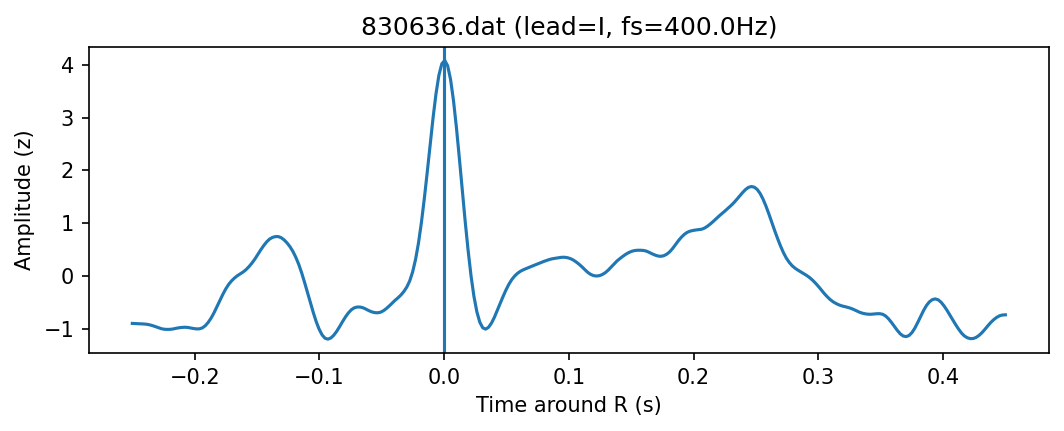 830636.dat (lead=I, fs=400.0Hz)
Amplitude (z)
4
3
2
1
0
−1
−0.2 −0.1 0.0 0.1 0.2 0.3 0.4
Time around R (s)